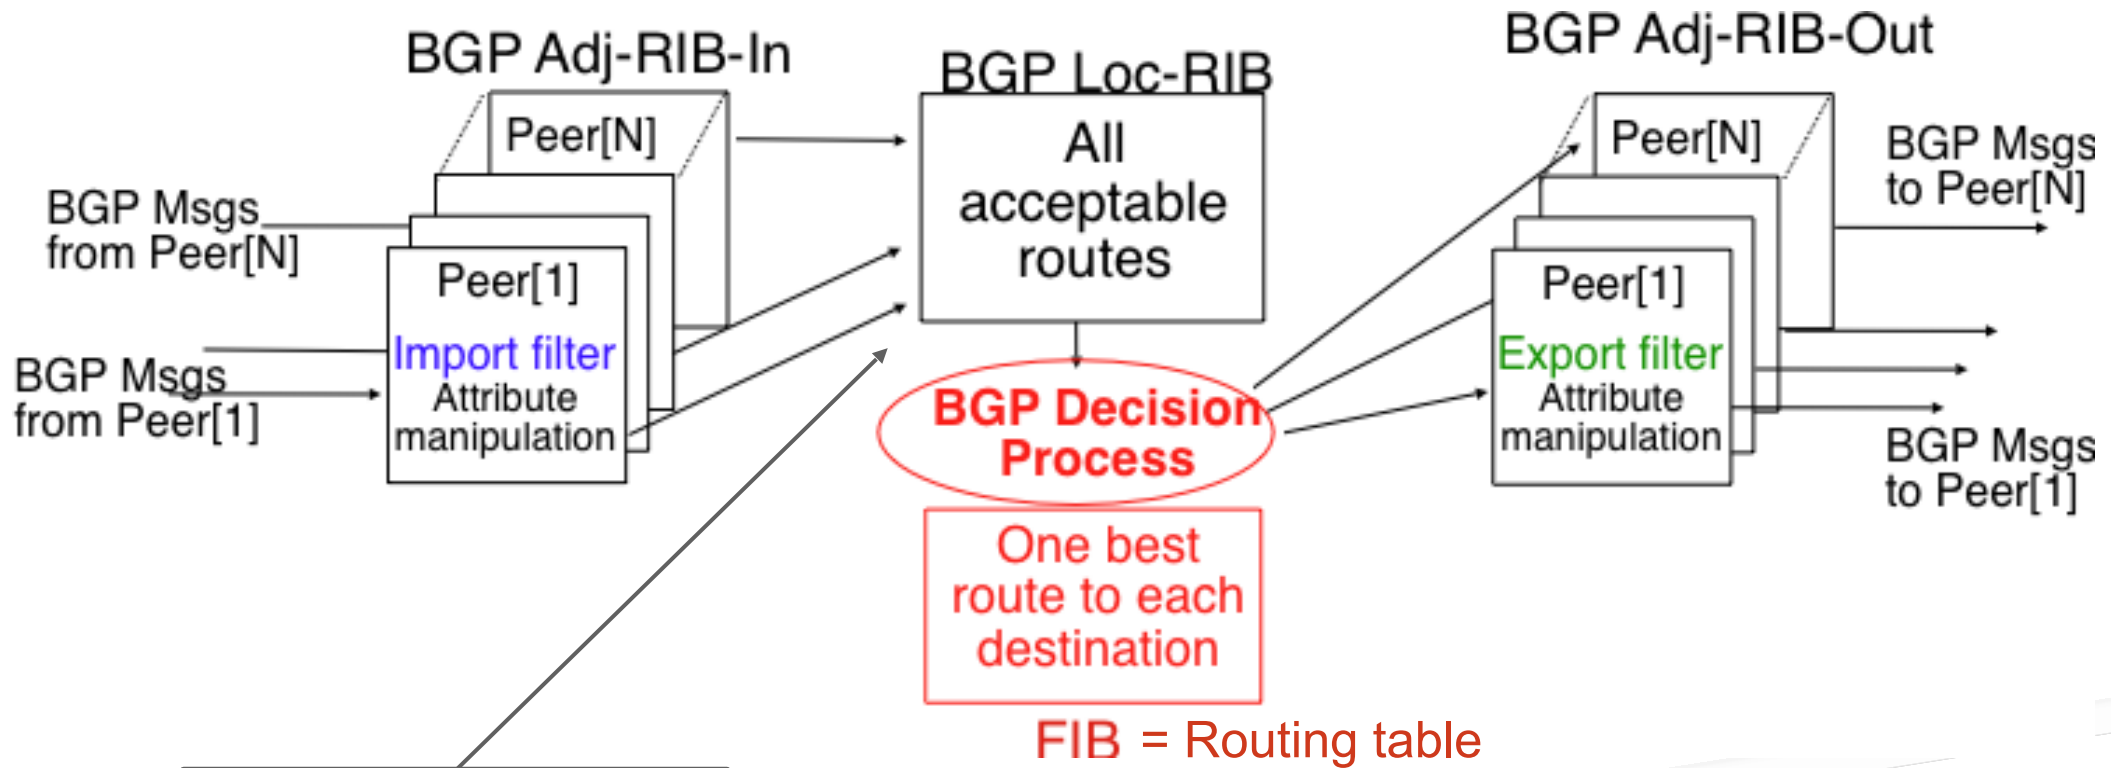 BGP Adj-RIB-In
BGP Loc-RIB
BGP Adj-RIB-Out
Peer[N]
BGP Msgs
from Peer[N]
Peer[1]
Import filter
Attribute
manipulation
BGP Msgs
from Peer[1]
All
acceptable
routes
BGP Decision
Process
One best
route to each
destination
FIB = Routing table
Peer[N]
Peer[1]
Export filter
Attribute
manipulation
BGP Msgs
to Peer[N]
BGP Msgs
to Peer[1]